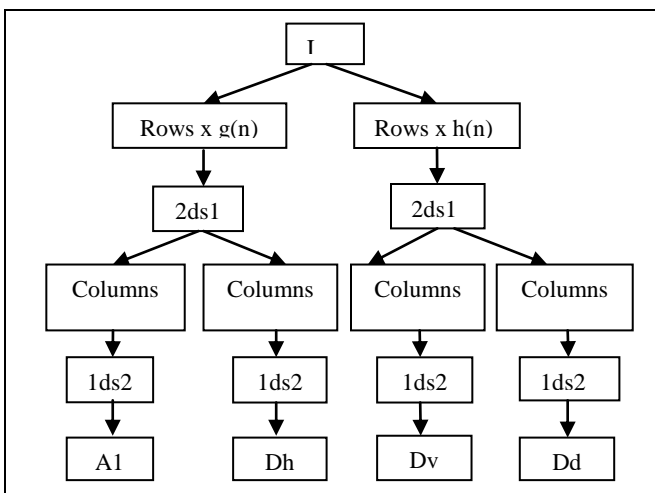 Rows x g(n) Rows x h(n)
2ds1 2ds1
Columns Columns Columns Columns
1ds2 1ds2 1ds2 1ds2
A1 Dh Dv Dd